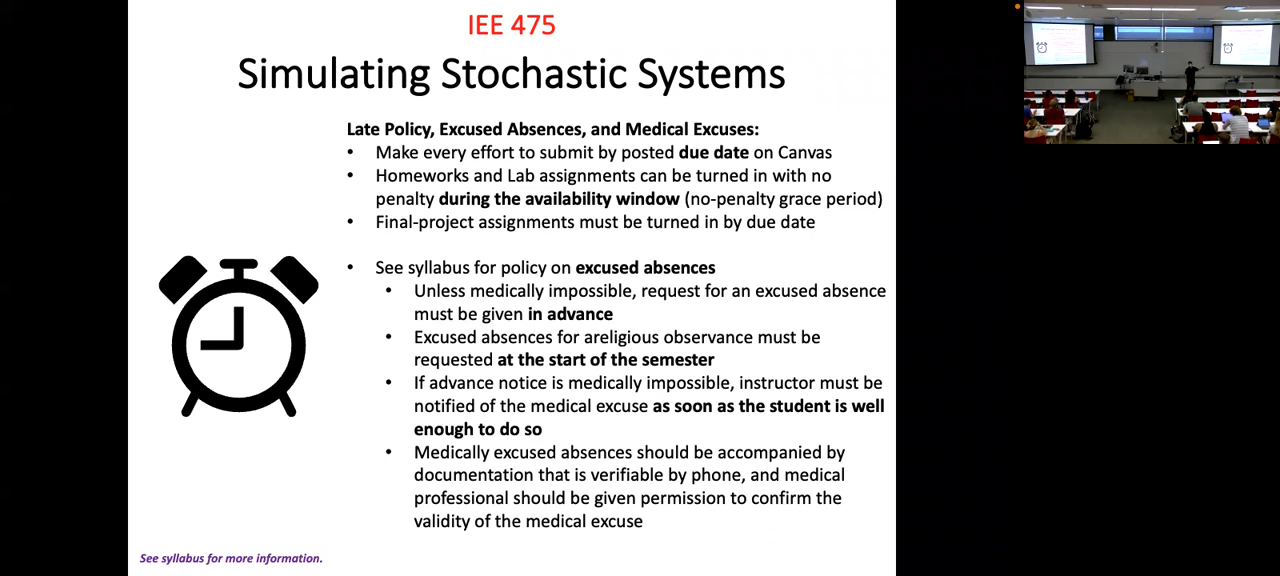 IEE 475
Simulating Stochastic Systems
Late Policy, Excused Absences, and Medical Excuses:
• Make every effort to submit by posted due date on Canvas
• Homeworks and Lab assignments can be turned in with no
penalty during the availability window (no-penalty grace period)
• Final-project assignments must be turned in by due date
• See syllabus for policy on excused absences
• Unless medically impossible, request for an excused absence
must be given in advance
• Excused absences for areligious observance must be
requested at the start of the semester
• If advance notice is medically impossible, instructor must be
notified of the medical excuse as soon as the student is well
enough to do so
• Medically excused absences should be accompanied by
documentation that is verifiable by phone, and medical
professional should be given permission to confirm the
validity of the medical excuse
See syllabus for more information.